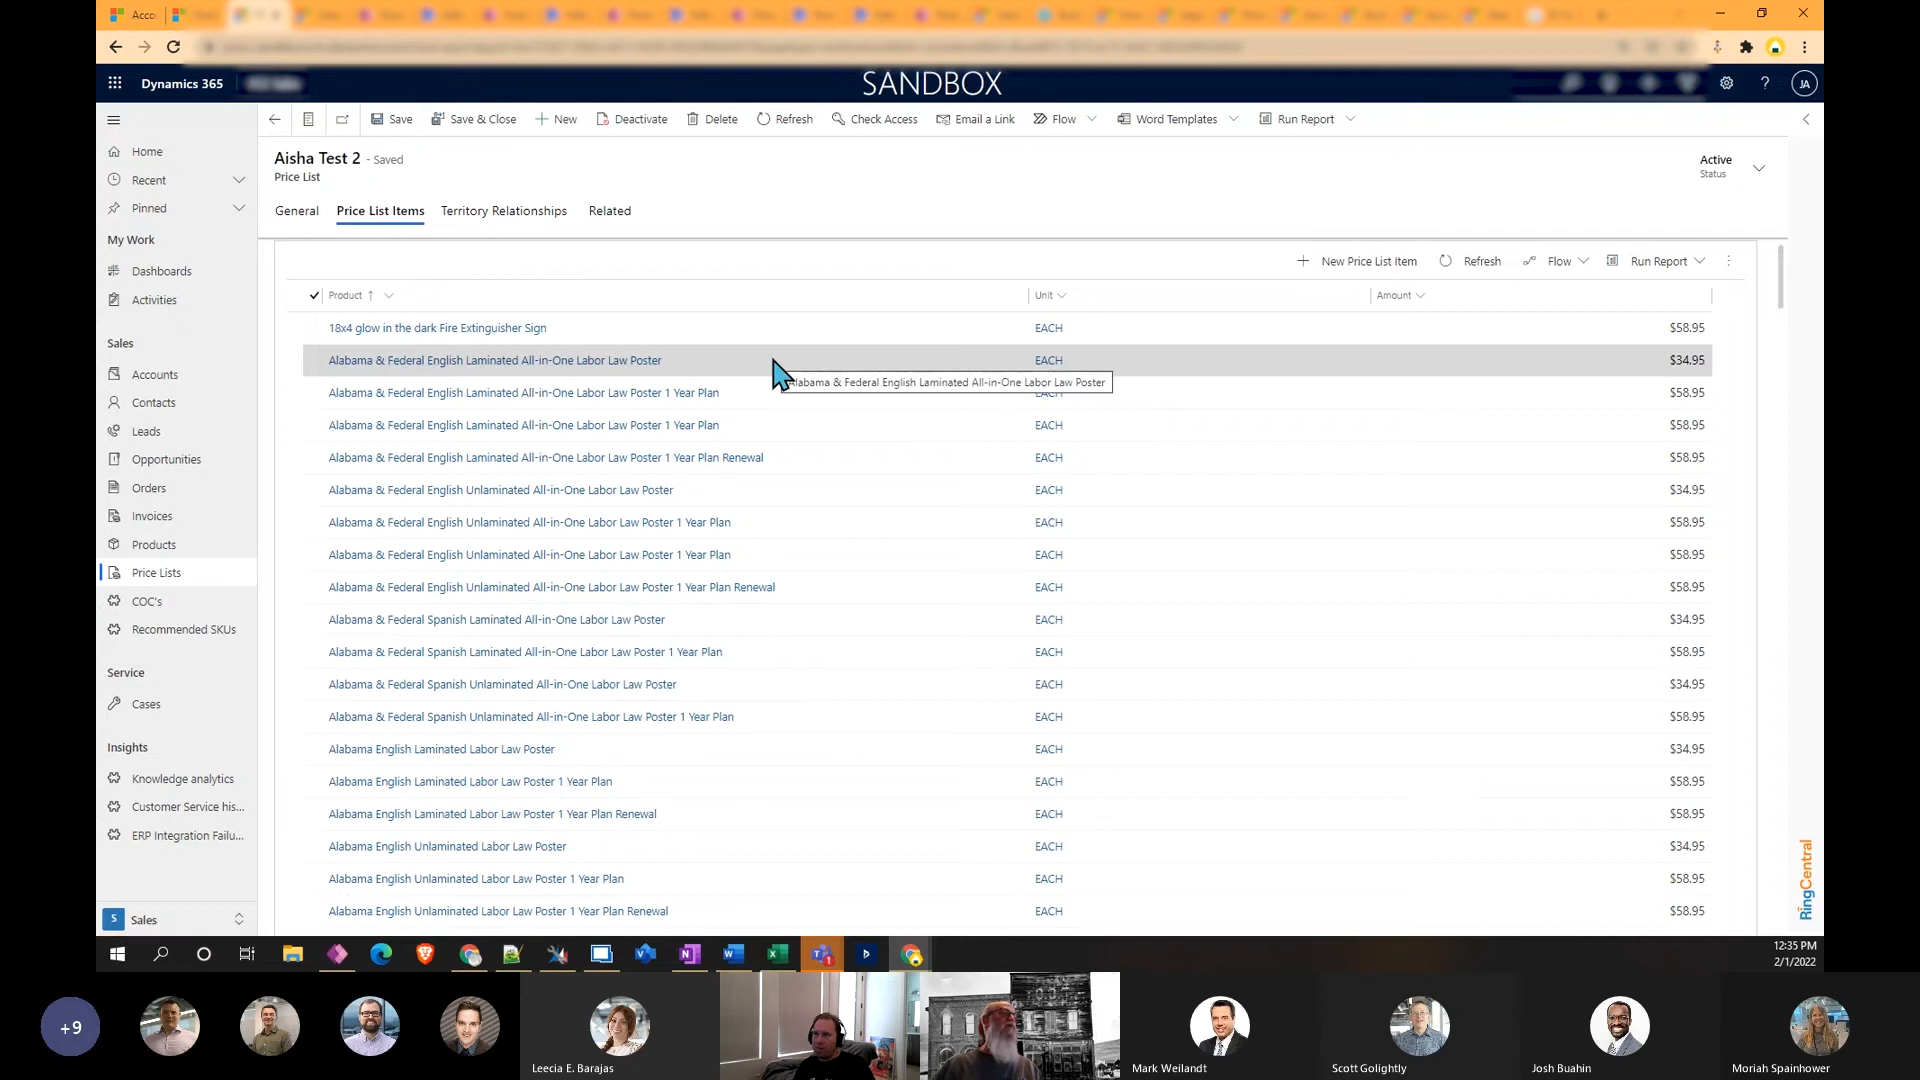 Acco
Dynamics 365
SANDBOX
JA
Save
Save & Close
New
Deactivate
Delete
Refresh
Check Access
Email a Link
Flow
Word Templates
Run Report
Home
Recent
Pinned
My Work
Dashboards
Activities
Sales
Accounts
Contacts
Leads
Opportunities
Orders
Invoices
Products
Price Lists
COC's
Recommended SKUs
Service
Cases
Insights
Knowledge analytics
Customer Service his...
ERP Integration Failu...
S Sales
Aisha Test 2 - Saved
Price List
Active
Status
General Price List Items Territory Relationships Related
New Price List Item Refresh Flow Run Report
Product Unit Amount
18x4 glow in the dark Fire Extinguisher Sign EACH $58.95
Alabama & Federal English Laminated All-in-One Labor Law Poster EACH $34.95
Alabama & Federal English Laminated All-in-One Labor Law Poster
Alabama & Federal English Laminated All-in-One Labor Law Poster 1 Year Plan EACH $58.95
Alabama & Federal English Laminated All-in-One Labor Law Poster 1 Year Plan EACH $58.95
Alabama & Federal English Laminated All-in-One Labor Law Poster 1 Year Plan Renewal EACH $58.95
Alabama & Federal English Unlaminated All-in-One Labor Law Poster EACH $34.95
Alabama & Federal English Unlaminated All-in-One Labor Law Poster 1 Year Plan EACH $58.95
Alabama & Federal English Unlaminated All-in-One Labor Law Poster 1 Year Plan EACH $58.95
Alabama & Federal English Unlaminated All-in-One Labor Law Poster 1 Year Plan Renewal EACH $58.95
Alabama & Federal Spanish Laminated All-in-One Labor Law Poster EACH $34.95
Alabama & Federal Spanish Laminated All-in-One Labor Law Poster 1 Year Plan EACH $58.95
Alabama & Federal Spanish Unlaminated All-in-One Labor Law Poster EACH $34.95
Alabama & Federal Spanish Unlaminated All-in-One Labor Law Poster 1 Year Plan EACH $58.95
Alabama English Laminated Labor Law Poster EACH $34.95
Alabama English Laminated Labor Law Poster 1 Year Plan EACH $58.95
Alabama English Laminated Labor Law Poster 1 Year Plan Renewal EACH $58.95
Alabama English Unlaminated Labor Law Poster EACH $34.95
Alabama English Unlaminated Labor Law Poster 1 Year Plan EACH $58.95
Alabama English Unlaminated Labor Law Poster 1 Year Plan Renewal EACH $58.95
RingCentral
12:35 PM
2/1/2022
+9
Leecia E. Barajas
Mark Weilandt
Scott Golightly
Josh Buahin
Moriah Spainhower